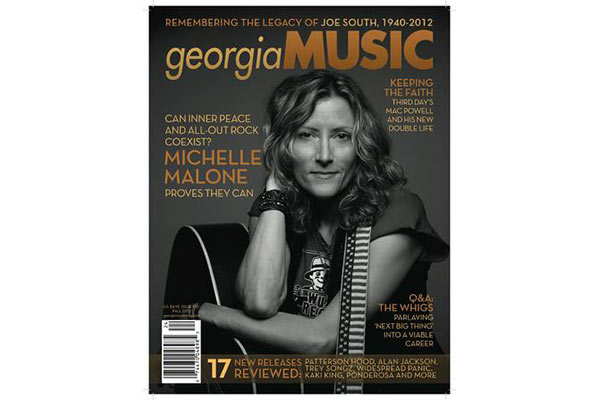 REMEMBERING THE LEGACY OF JOE SOUTH, 1940-2012
georgiaMUSIC
KEEPING
THE FAITH
THIRD DAY'S
MAC POWELL
AND HIS NEW
DOUBLE LIFE
CAN INNER PEACE
AND ALL-OUT ROCK
COEXIST?
MICHELLE
MALONE
PROVES THEY CAN
Q&A:
THE WHIGS
PARLAYING
'NEXT BIG THING'
INTO A VIABLE
CAREER
FALL 2012
17 NEW RELEASES
REVIEWED:
PATTERSON HOOD, ALAN JACKSON,
TREY SONGZ, WIDESPREAD PANIC,
KAKI KING, PONDEROSA AND MORE